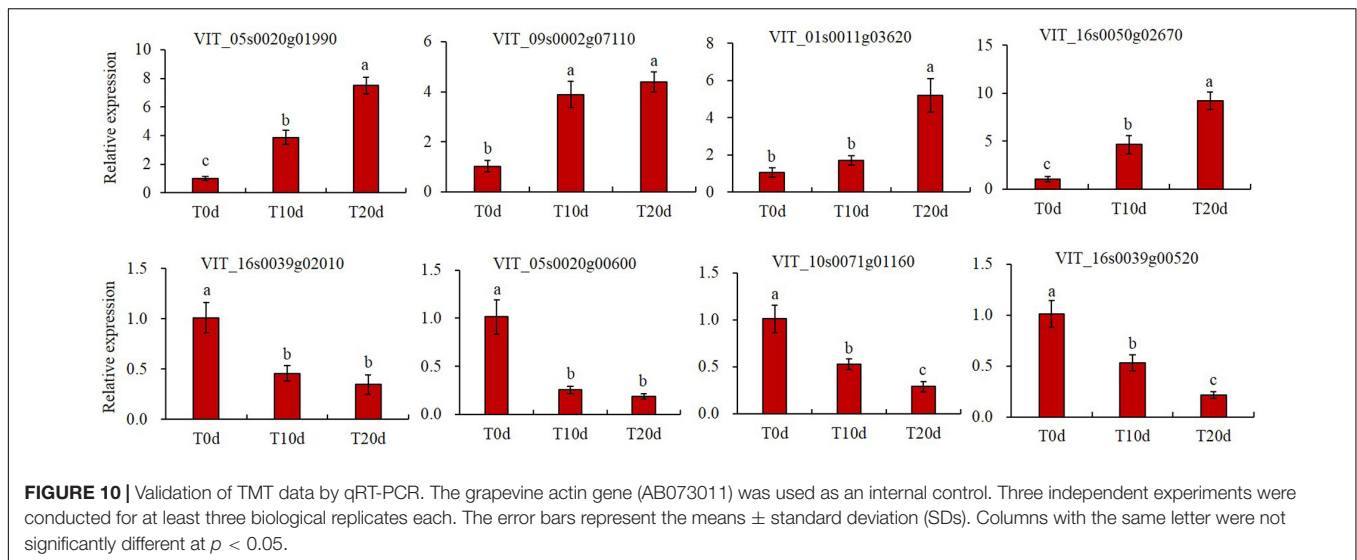 VIT_05s0020g01990
Relative expression
10
8
6
4
2
0
c
b
a
T0d T10d T20d
VIT_09s0002g07110
6
4
2
0
b
a
a
T0d T10d T20d
VIT_01s0011g03620
8
6
4
2
0
b
b
a
T0d T10d T20d
VIT_16s0050g02670
15
10
5
0
c
b
a
T0d T10d T20d
VIT_16s0039g02010
Relative expression
1.5
1.0
0.5
0.0
a
b
b
T0d T10d T20d
VIT_05s0020g00600
1.5
1.0
0.5
0.0
a
b
b
T0d T10d T20d
VIT_10s0071g01160
1.5
1.0
0.5
0.0
a
b
c
T0d T10d T20d
VIT_16s0039g00520
1.5
1.0
0.5
0.0
a
b
c
T0d T10d T20d
FIGURE 10 | Validation of TMT data by qRT-PCR. The grapevine actin gene (AB073011) was used as an internal control. Three independent experiments were
conducted for at least three biological replicates each. The error bars represent the means ± standard deviation (SDs). Columns with the same letter were not
significantly different at p < 0.05.